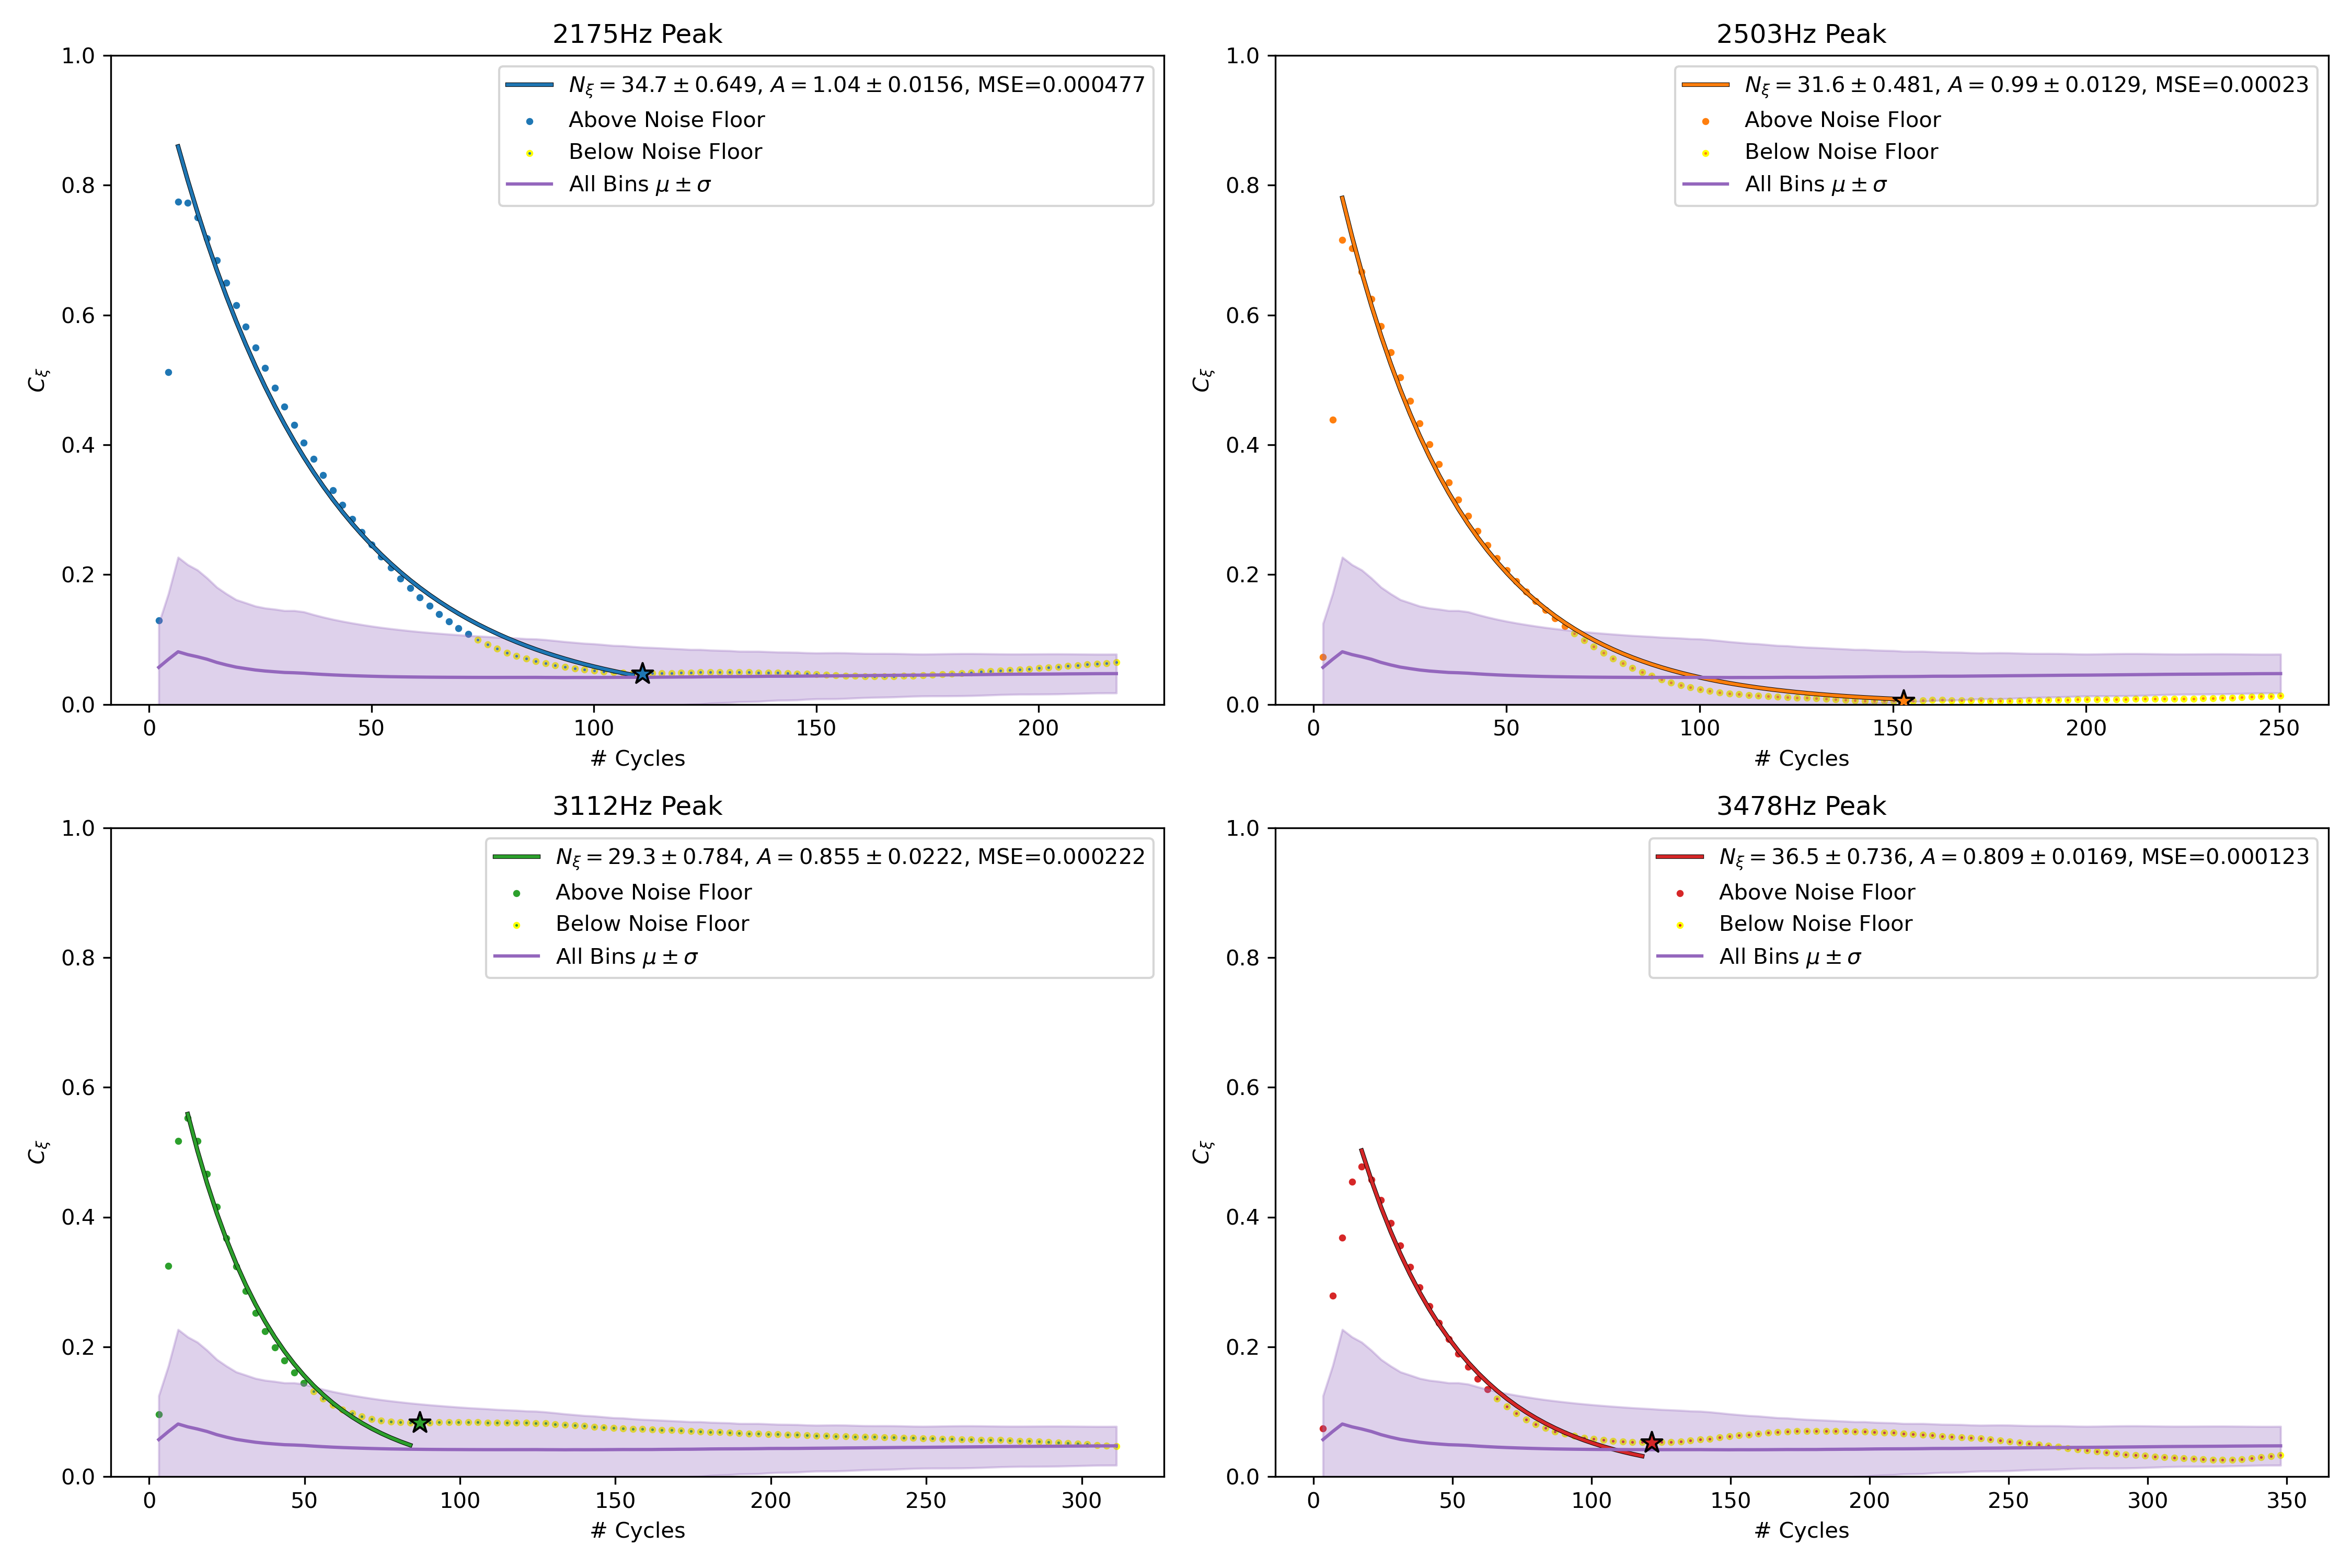 2175Hz Peak
1.0
0.8
0.6
0.4
0.2
0.0
C_ξ
N_ξ = 34.7 ± 0.649, A = 1.04 ± 0.0156, MSE=0.000477
Above Noise Floor
Below Noise Floor
All Bins μ ± σ
0 50 100 150 200
# Cycles
2503Hz Peak
1.0
0.8
0.6
0.4
0.2
0.0
C_ξ
N_ξ = 31.6 ± 0.481, A = 0.99 ± 0.0129, MSE=0.00023
Above Noise Floor
Below Noise Floor
All Bins μ ± σ
0 50 100 150 200 250
# Cycles
3112Hz Peak
1.0
0.8
0.6
0.4
0.2
0.0
C_ξ
N_ξ = 29.3 ± 0.784, A = 0.855 ± 0.0222, MSE=0.000222
Above Noise Floor
Below Noise Floor
All Bins μ ± σ
0 50 100 150 200 250 300
# Cycles
3478Hz Peak
1.0
0.8
0.6
0.4
0.2
0.0
C_ξ
N_ξ = 36.5 ± 0.736, A = 0.809 ± 0.0169, MSE=0.000123
Above Noise Floor
Below Noise Floor
All Bins μ ± σ
0 50 100 150 200 250 300 350
# Cycles